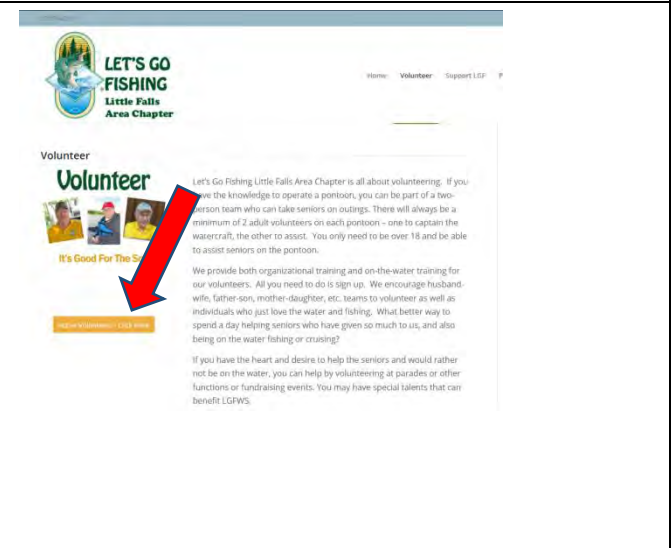 LET'S GO
FISHING
Little Falls
Area Chapter
Home Volunteer Support LGF P
Volunteer
Volunteer
It's Good For The
Let's Go Fishing Little Falls Area Chapter is all about volunteering. If you
the knowledge to operate a pontoon, you can be part of a two-
person team who can take seniors on outings. There will always be a
minimum of 2 adult volunteers on each pontoon – one to captain the
watercraft, the other to assist. You only need to be over 18 and be able
to assist seniors on the pontoon.
We provide both organizational training and on-the-water training for
our volunteers. All you need to do is sign up. We encourage husband-
wife, father-son, mother-daughter, etc. teams to volunteer as well as
individuals who just love the water and fishing. What better way to
spend a day helping seniors who have given so much to us, and also
being on the water fishing or cruising?
Active Volunteers - Click Here
If you have the heart and desire to help the seniors and would rather
not be on the water, you can help by volunteering at parades or other
functions or fundraising events. You may have special talents that can
benefit LGFWS.